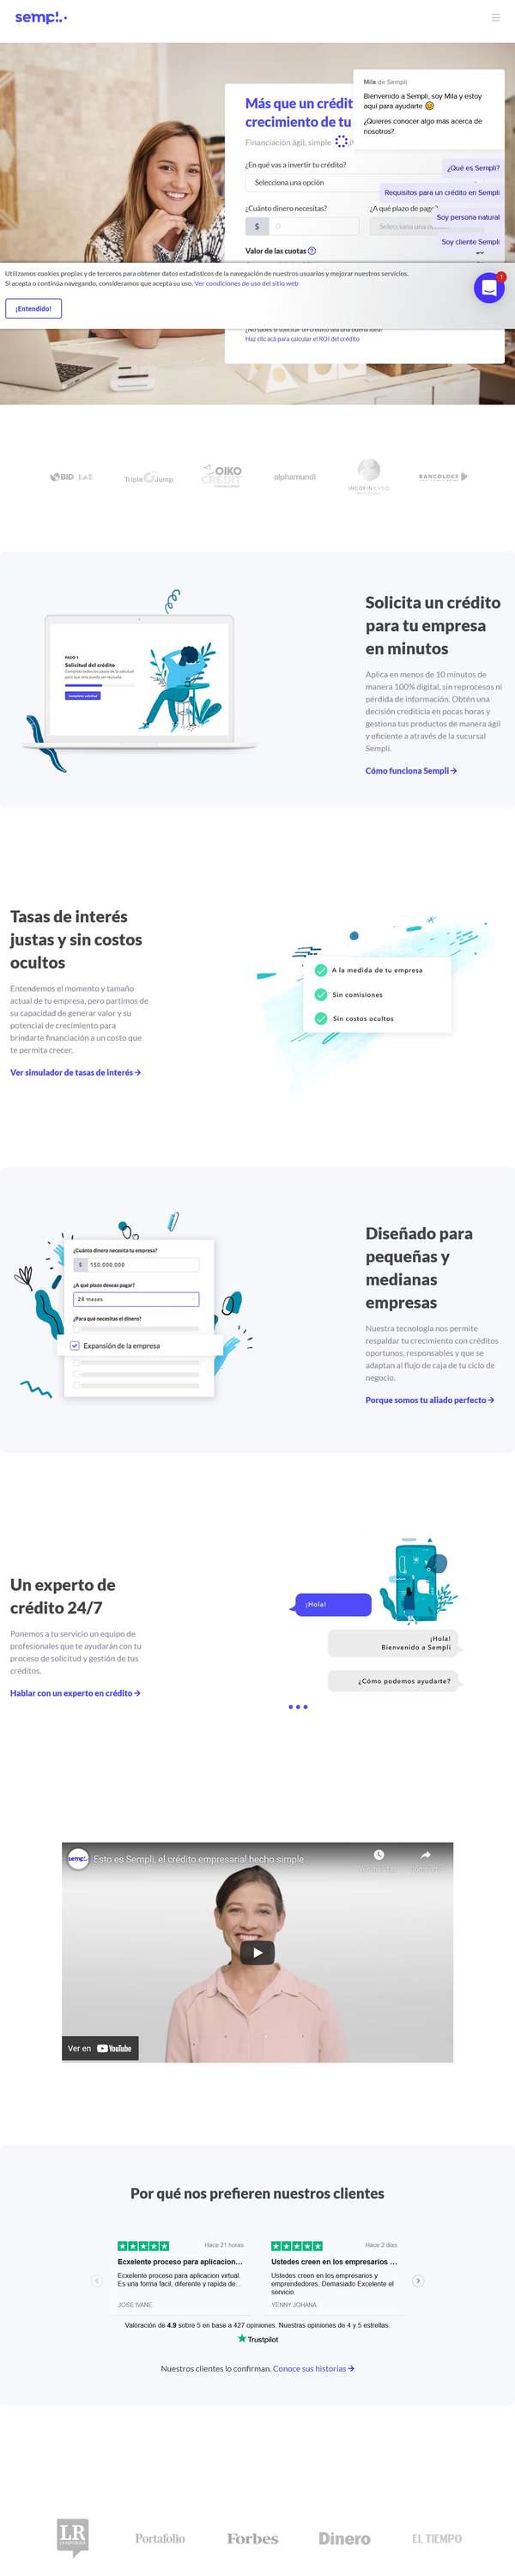 sempli.
Más que un crédit
crecimiento de tu
Financiación ágil, simple
Mila de Sempli
Bienvenido a Sempli, soy Mila y estoy
aquí para ayudarte
¿Quieres conocer algo más acerca de
nosotros?
¿Qué es Sempli?
Requisitos para un crédito en Sempli
Soy persona natural
Soy cliente Sempli
¿En qué vas a invertir tu crédito?
Selecciona una opción
¿Cuánto dinero necesitas?
¿A qué plazo de pago?
$ 0
Selecciona una
Valor de las cuotas ?
1
Utilizamos cookies propias y de terceros para obtener datos estadísticos de la navegación de nuestros usuarios y mejorar nuestros servicios.
Si acepta o continúa navegando, consideramos que acepta su uso. Ver condiciones de uso del sitio web
¡Entendido!
¿No sabes si solicitar un crédito sea una buena idea?
Haz clic acá para calcular el ROI del crédito
BID LAB
Triple Jump
OIKO
CREDIT
alphamundi
INCOFIN CVSO
BANCOLDEX
Solicita un crédito
para tu empresa
en minutos
PASO 1
Solicitud del crédito
Aplica en menos de 10 minutos de
manera 100% digital, sin reprocesos ni
pérdida de información. Obtén una
decisión crediticia en pocas horas y
gestiona tus productos de manera ágil
y eficiente a través de la sucursal
Sempli.
Cómo funciona Sempli →
Tasas de interés
justas y sin costos
ocultos
Entendemos el momento y tamaño
actual de tu empresa, pero partimos de
su capacidad de generar valor y su
potencial de crecimiento para
brindarte financiación a un costo que
te permita crecer.
Ver simulador de tasas de interés →
A la medida de tu empresa
Sin comisiones
Sin costos ocultos
Diseñado para
pequeñas y
medianas
empresas
¿Cuánto dinero necesita tu empresa?
$ 150.000.000
¿A qué plazo deseas pagar?
24 meses
¿Para qué necesitas el dinero?
Expansión de la empresa
Nuestra tecnología nos permite
respaldar tu crecimiento con créditos
oportunos, responsables y que se
adaptan al flujo de caja de tu ciclo de
negocio.
Porque somos tu aliado perfecto →
Un experto de
crédito 24/7
Ponemos a tu servicio un equipo de
profesionales que te ayudarán con tu
proceso de solicitud y gestión de tus
créditos.
Hablar con un experto en crédito →
¡Hola!
¡Hola!
Bienvenido a Sempli
¿Cómo podemos ayudarte?
sempli.
Esto es Sempli, el crédito empresarial hecho simple
Ver en YouTube
Por qué nos prefieren nuestros clientes
Hace 21 horas
Ecxelente proceso para aplicacion...
Ecxelente proceso para aplicacion virtual.
Es una forma facil, diferente y rapida de...
JOSE IVANE
Hace 2 días
Ustedes creen en los empresarios ...
Ustedes creen en los empresarios y
emprendedores. Demasiado Excelente el
servicio.
YENNY JOHANA
Valoración de 4.9 sobre 5 en base a 427 opiniones. Nuestras opiniones de 4 y 5 estrellas.
Trustpilot
Nuestros clientes lo confirman. Conoce sus historias →
LR
LA REPÚBLICA
Portafolio
Forbes
Dinero
EL TIEMPO